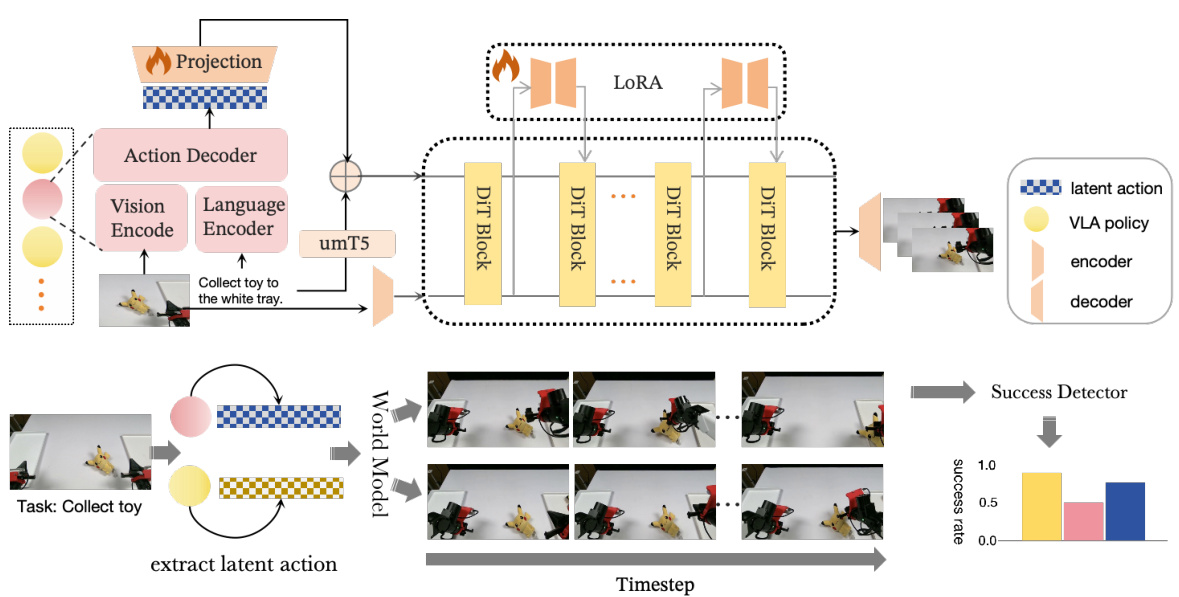 Projection
LoRA
Action Decoder
Vision
Encode
Language
Encoder
umT5
Collect toy to
the white tray.
DiT Block
DiT Block
DiT Block
DiT Block
latent action
VLA policy
encoder
decoder
Task: Collect toy
extract latent action
World Model
Timestep
Success Detector
success rate
1.0
0.5
0.0